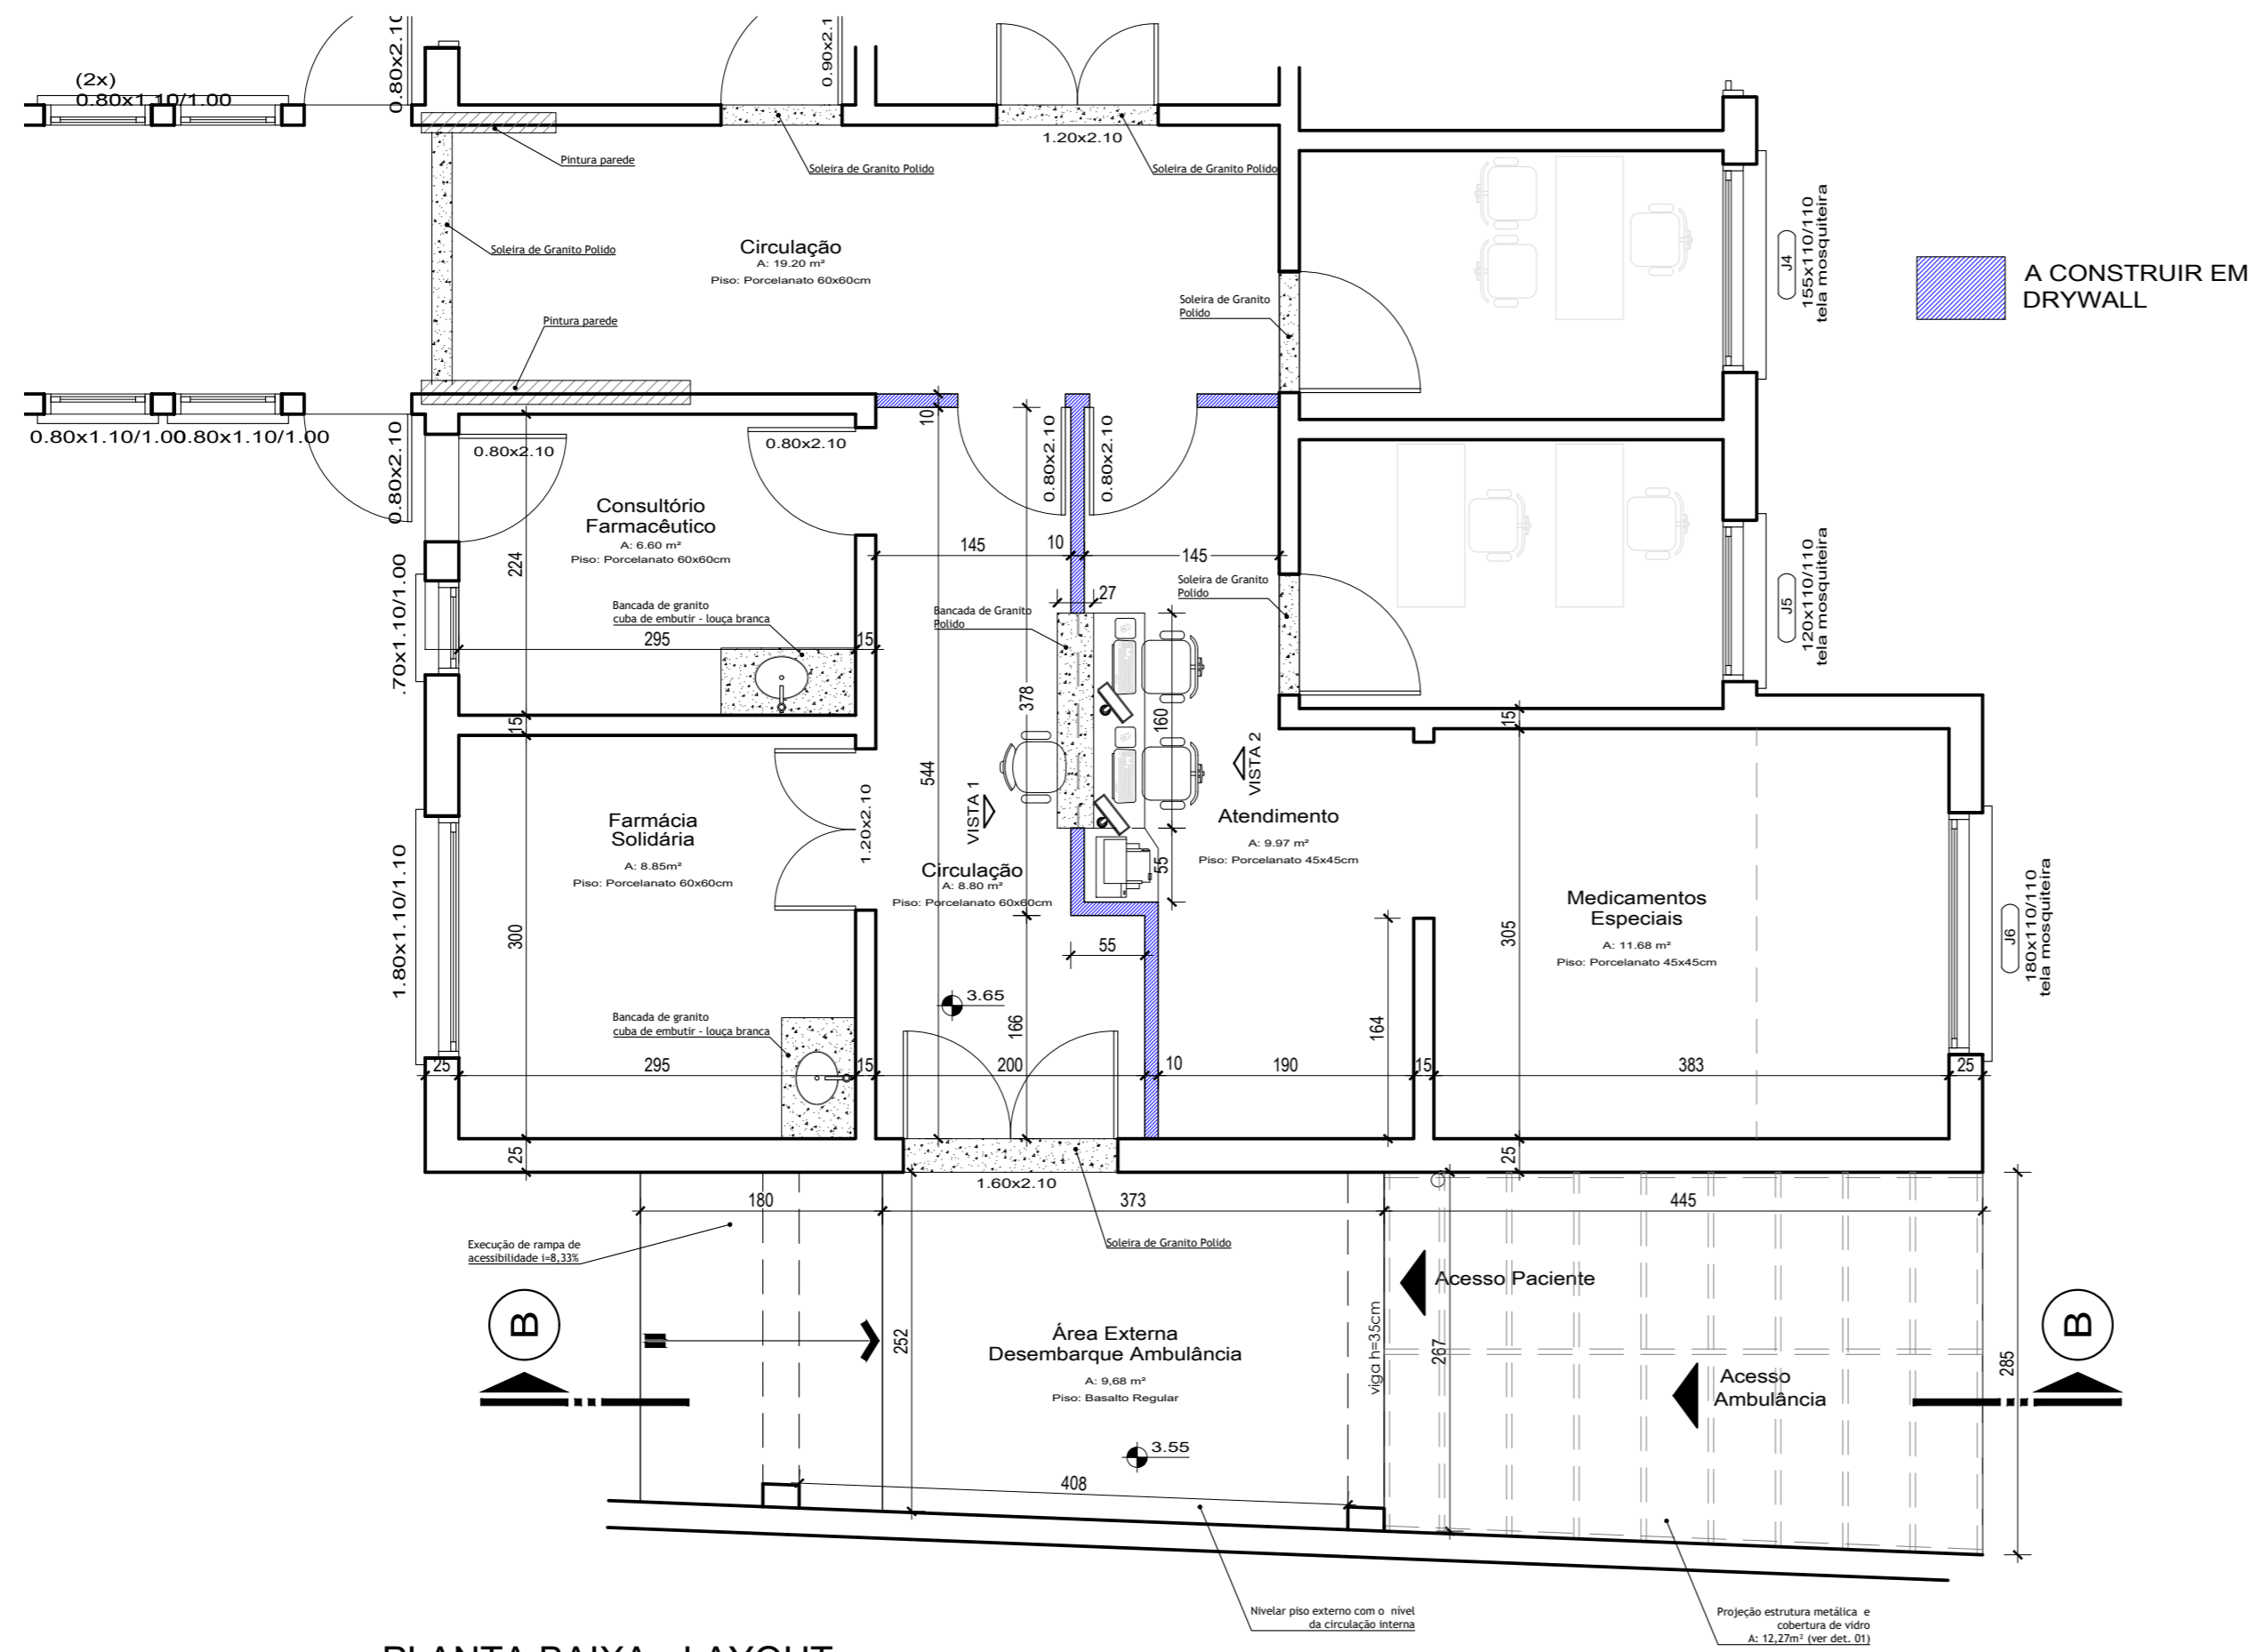 (2x)
0.80x1.10/1.00
0.80x2.10
0.90x2.1
1.20x2.10
Pintura parede
Soleira de Granito Polido
Soleira de Granito Polido
Soleira de Granito Polido
Circulação
A: 19.20 m²
Piso: Porcelanato 60x60cm
Pintura parede
Soleira de Granito
Polido
J4
155x110/110
tela mosquiteira
A CONSTRUIR EM
DRYWALL
0.80x1.10/1.00
0.80x1.10/1.00
0.80x2.10
0.80x2.10
0.80x2.10
10
0.80x2.10
0.80x2.10
Consultório
Farmacêutico
A: 6.60 m²
Piso: Porcelanato 60x60cm
224
145
10
145
Bancada de granito
cuba de embutir - louça branca
295
15
.70x1.10/1.00
Bancada de Granito
Polido
27
Soleira de Granito
Polido
J5
120x110/110
tela mosquiteira
15
378
160
15
544
VISTA 1
VISTA 2
1.20x2.10
Farmácia
Solidária
A: 8.85m²
Piso: Porcelanato 60x60cm
Circulação
A: 8.80 m²
Piso: Porcelanato 60x60cm
Atendimento
A: 9.97 m²
Piso: Porcelanato 45x45cm
55
Medicamentos
Especiais
A: 11.68 m²
Piso: Porcelanato 45x45cm
1.80x1.10/1.10
300
55
305
J6
180x110/110
tela mosquiteira
3.65
166
164
Bancada de granito
cuba de embutir - louça branca
25
295
15
200
10
190
15
383
25
25
25
1.60x2.10
180
373
445
Execução de rampa de
acessibilidade i=8,33%
Soleira de Granito Polido
Acesso Paciente
B
252
Área Externa
Desembarque Ambulância
A: 9,68 m²
Piso: Basalto Regular
viga h=35cm
267
Acesso
Ambulância
285
B
3.55
408
Nivelar piso externo com o nível
da circulação interna
Projeção estrutura metálica e
cobertura de vidro
A: 12,27m² (ver det. 01)
PLANTA BAIXA - LAYOUT